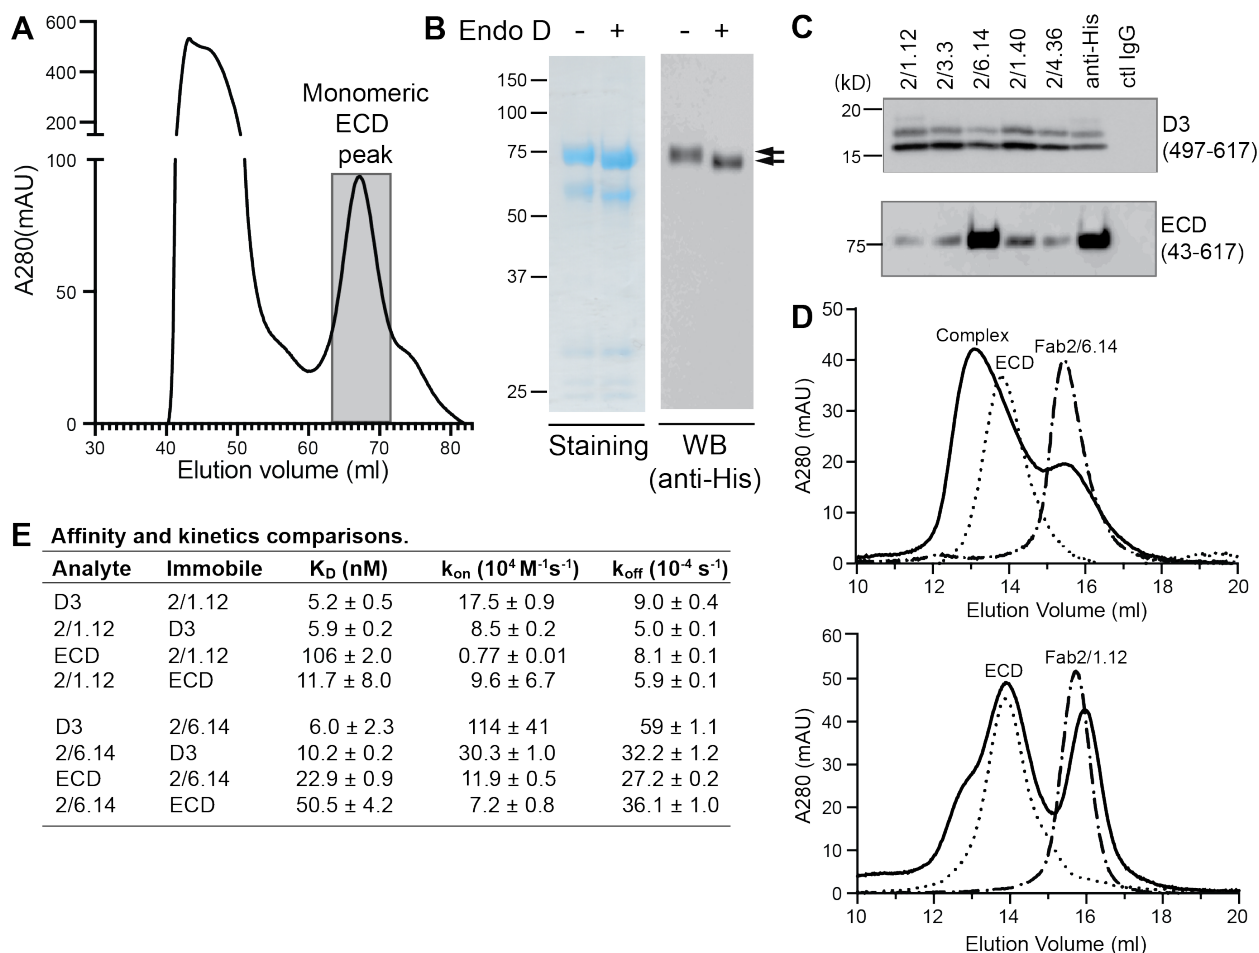 A
600
400
200
100
50
0
A280(mAU)
Monomeric
ECD
peak
30 40 50 60 70 80
Elution volume (ml)
B Endo D - + - +
150
100
75
50
37
25
Staining
WB
(anti-His)
C
(kD)
2/1.12
2/3.3
2/6.14
2/1.40
2/4.36
anti-His
ctl IgG
20
15
D3
(497-617)
75
ECD
(43-617)
D
50
40
30
20
10
0
A280 (mAU)
Complex
ECD
Fab2/6.14
10 12 14 16 18 20
Elution Volume (ml)
60
50
40
30
20
10
0
A280 (mAU)
ECD
Fab2/1.12
10 12 14 16 18 20
Elution Volume (ml)
E Affinity and kinetics comparisons.
Analyte Immobile K_D (nM) k_on (10⁴ M⁻¹s⁻¹) k_off (10⁻⁴ s⁻¹)
D3 2/1.12 5.2 ± 0.5 17.5 ± 0.9 9.0 ± 0.4
2/1.12 D3 5.9 ± 0.2 8.5 ± 0.2 5.0 ± 0.1
ECD 2/1.12 106 ± 2.0 0.77 ± 0.01 8.1 ± 0.1
2/1.12 ECD 11.7 ± 8.0 9.6 ± 6.7 5.9 ± 0.1
D3 2/6.14 6.0 ± 2.3 114 ± 41 59 ± 1.1
2/6.14 D3 10.2 ± 0.2 30.3 ± 1.0 32.2 ± 1.2
ECD 2/6.14 22.9 ± 0.9 11.9 ± 0.5 27.2 ± 0.2
2/6.14 ECD 50.5 ± 4.2 7.2 ± 0.8 36.1 ± 1.0